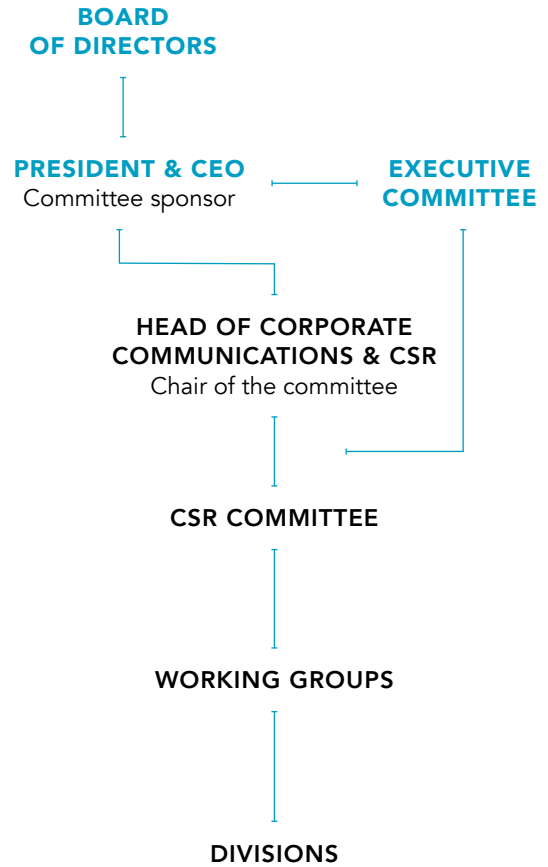 BOARD
OF DIRECTORS
PRESIDENT & CEO
Committee sponsor
EXECUTIVE
COMMITTEE
HEAD OF CORPORATE
COMMUNICATIONS & CSR
Chair of the committee
CSR COMMITTEE
WORKING GROUPS
DIVISIONS